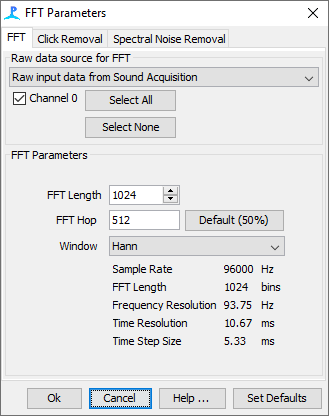 FFT Parameters
FFT Click Removal Spectral Noise Removal
Raw data source for FFT
Raw input data from Sound Acquisition
Channel 0 Select All
Select None
FFT Parameters
FFT Length 1024
FFT Hop 512 Default (50%)
Window Hann
Sample Rate 96000 Hz
FFT Length 1024 bins
Frequency Resolution 93.75 Hz
Time Resolution 10.67 ms
Time Step Size 5.33 ms
Ok Cancel Help ... Set Defaults